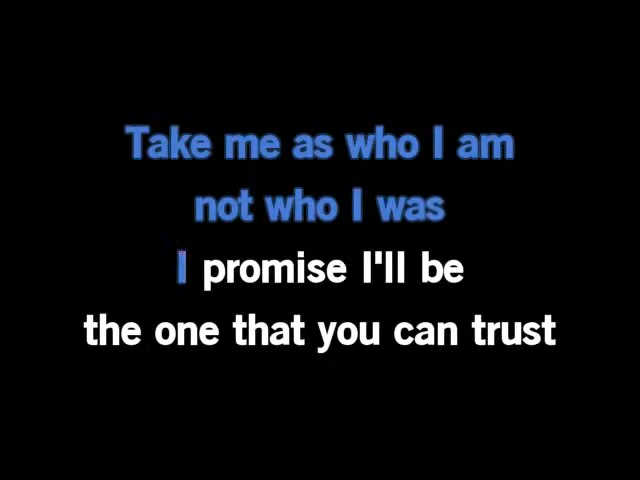 Take me as who I am
not who I was
I promise I'll be
the one that you can trust